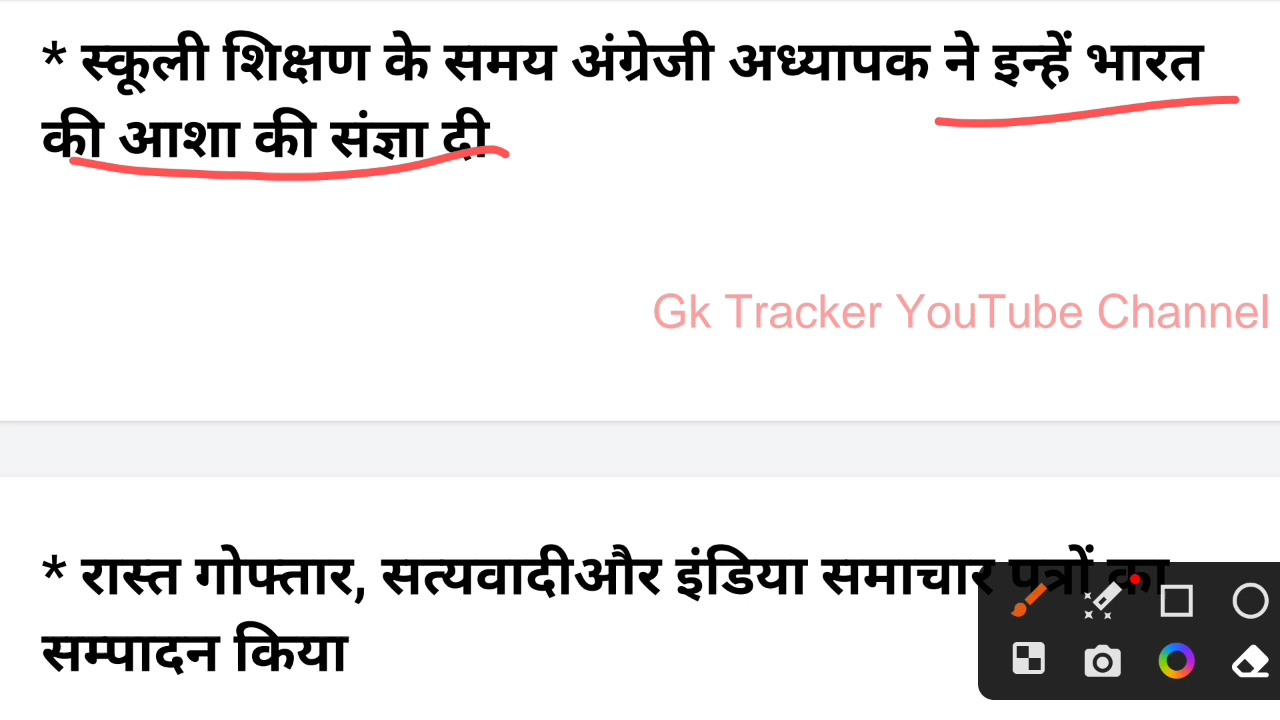 * स्कूली शिक्षण के समय अंग्रेजी अध्यापक ने इन्हें भारत
की आशा की संज्ञा दी
Gk Tracker YouTube Channel
* रास्त गोफ्तार, सत्यवादीऔर इंडिया समाचार पत्रों का
सम्पादन किया